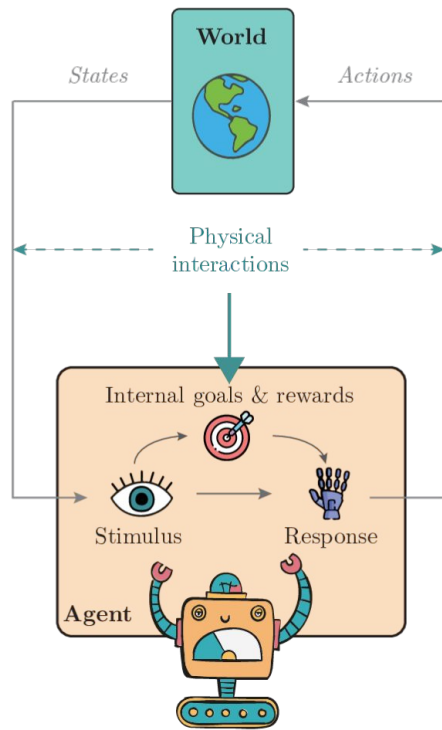 World
States
Actions
Physical
interactions
Internal goals & rewards
Stimulus
Response
Agent